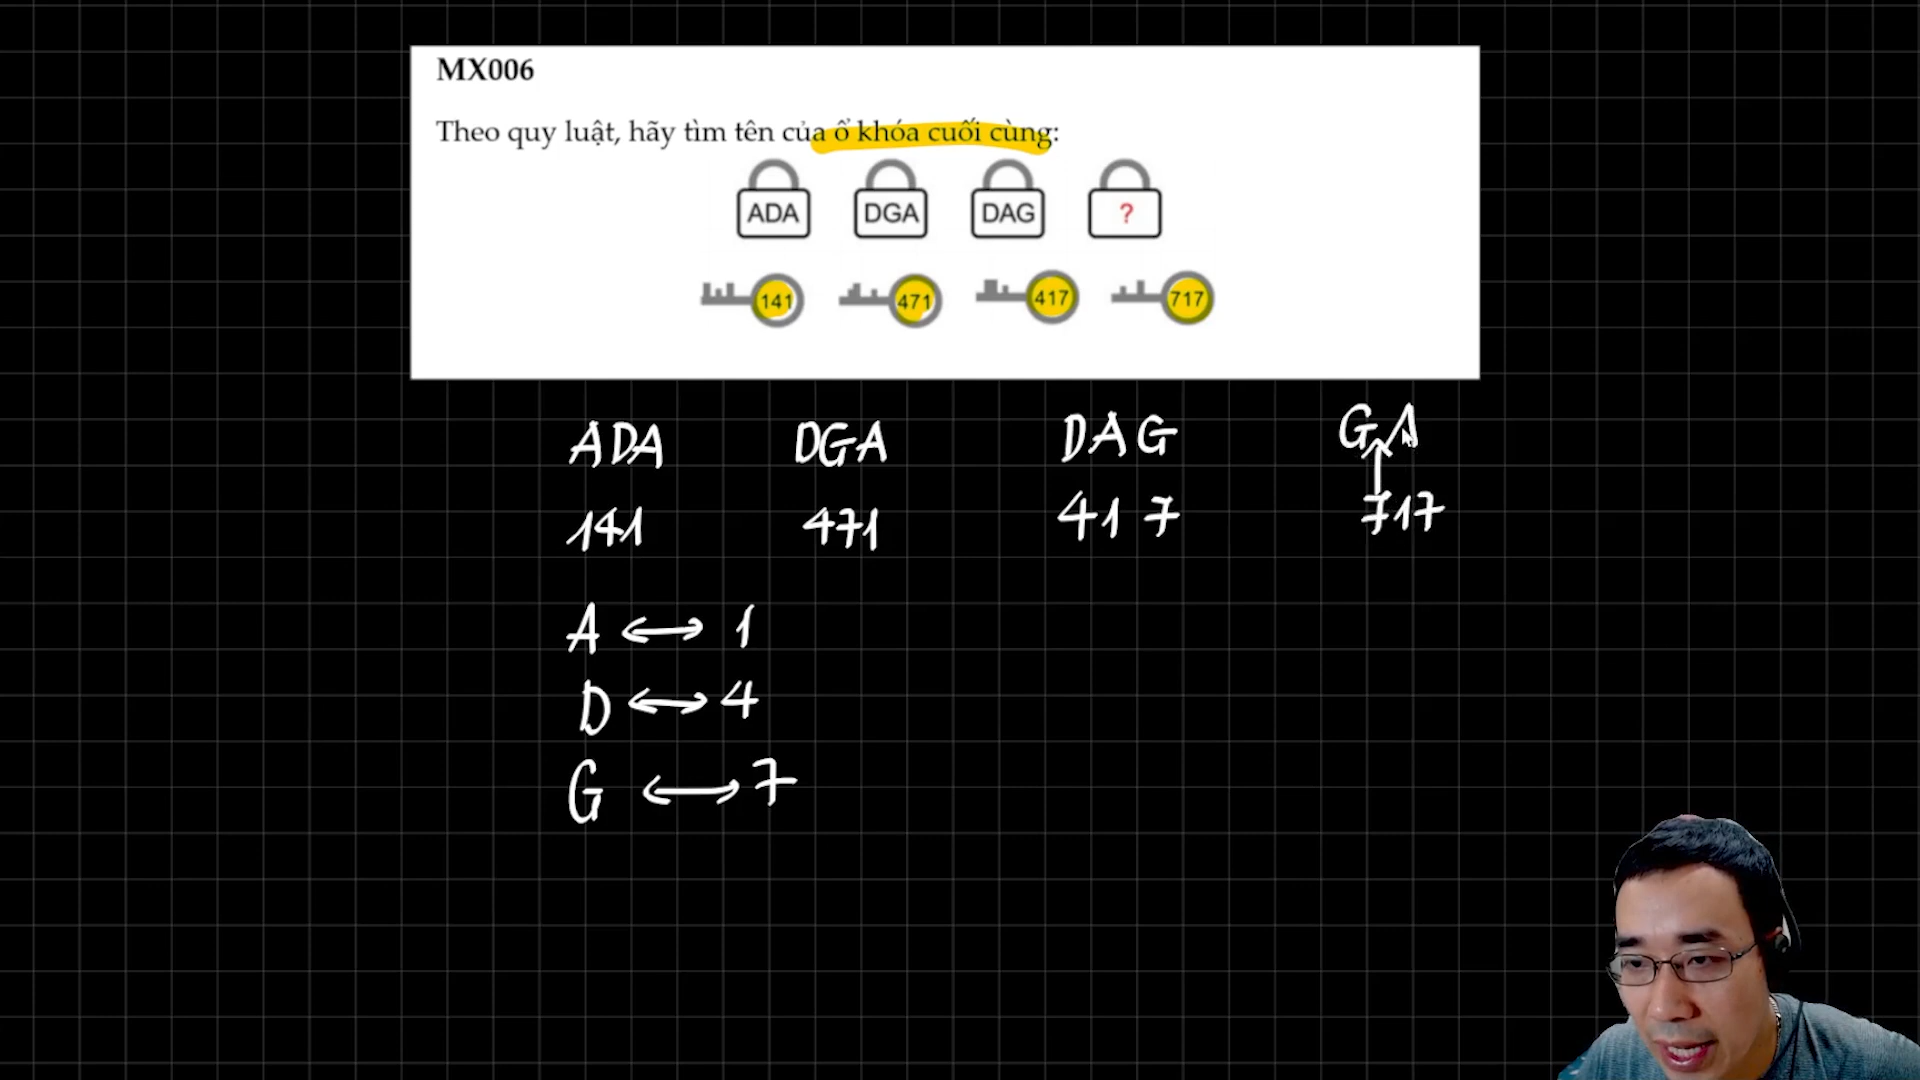 MX006
Theo quy luật, hãy tìm tên của ổ khóa cuối cùng:
ADA DGA DAG ?
141 471 417 717
ADA DGA DAG GA
141 471 417 717
A ↔ 1
D ↔ 4
G ↔ 7